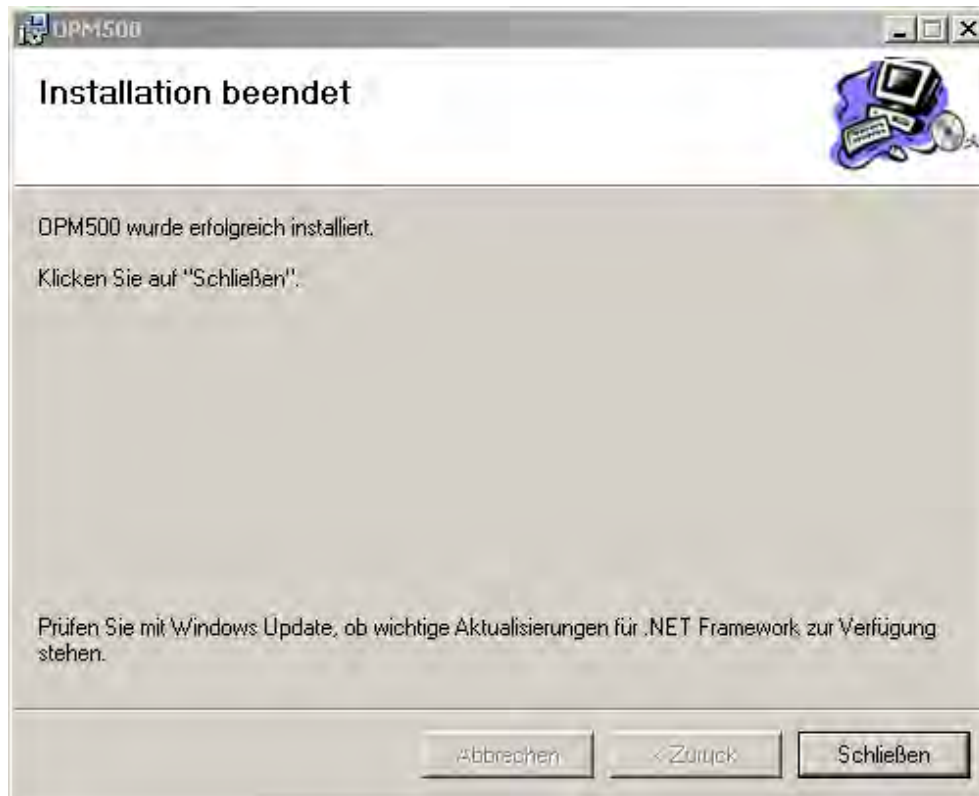 OPM500
Installation beendet
OPM500 wurde erfolgreich installiert.
Klicken Sie auf "Schließen".
Prüfen Sie mit Windows Update, ob wichtige Aktualisierungen für .NET Framework zur Verfügung
stehen.
Abbrechen
< Zurück
Schließen